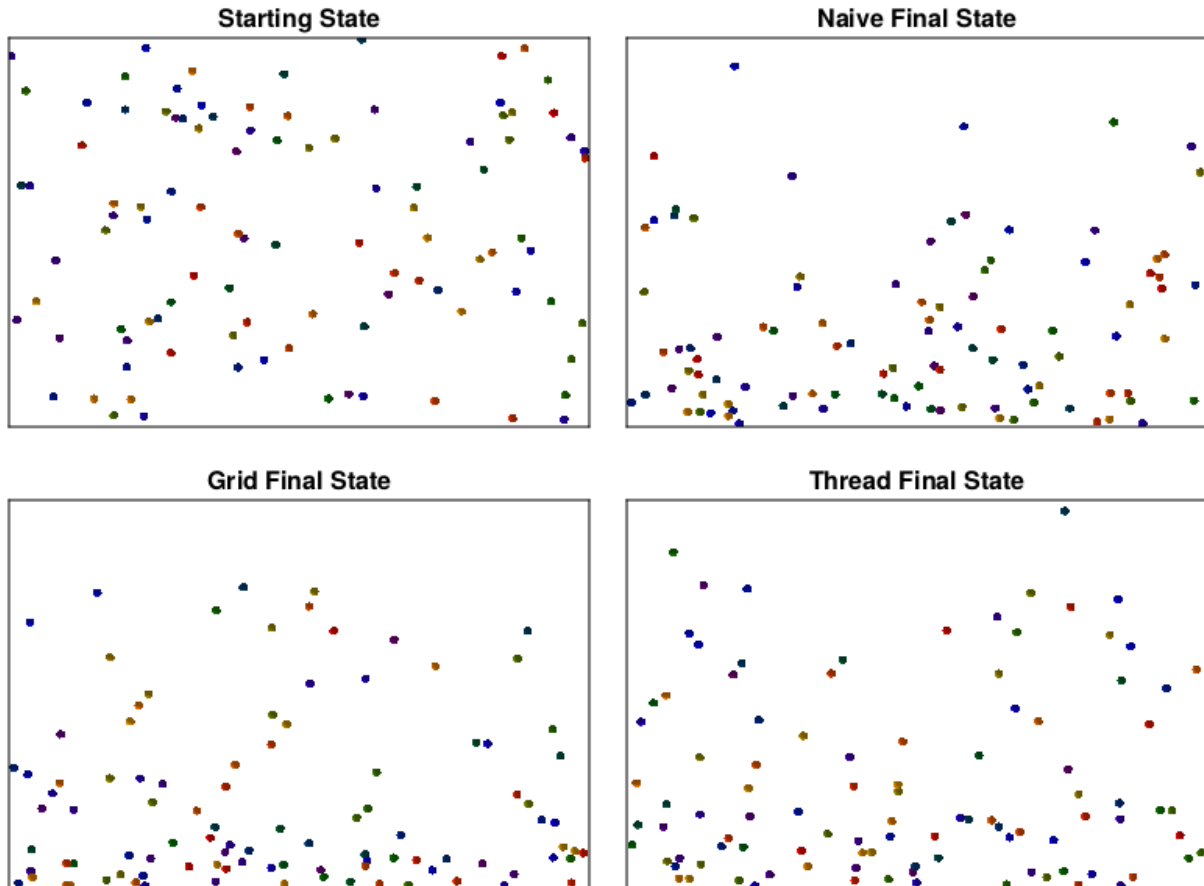 Starting State
Naive Final State
Grid Final State
Thread Final State